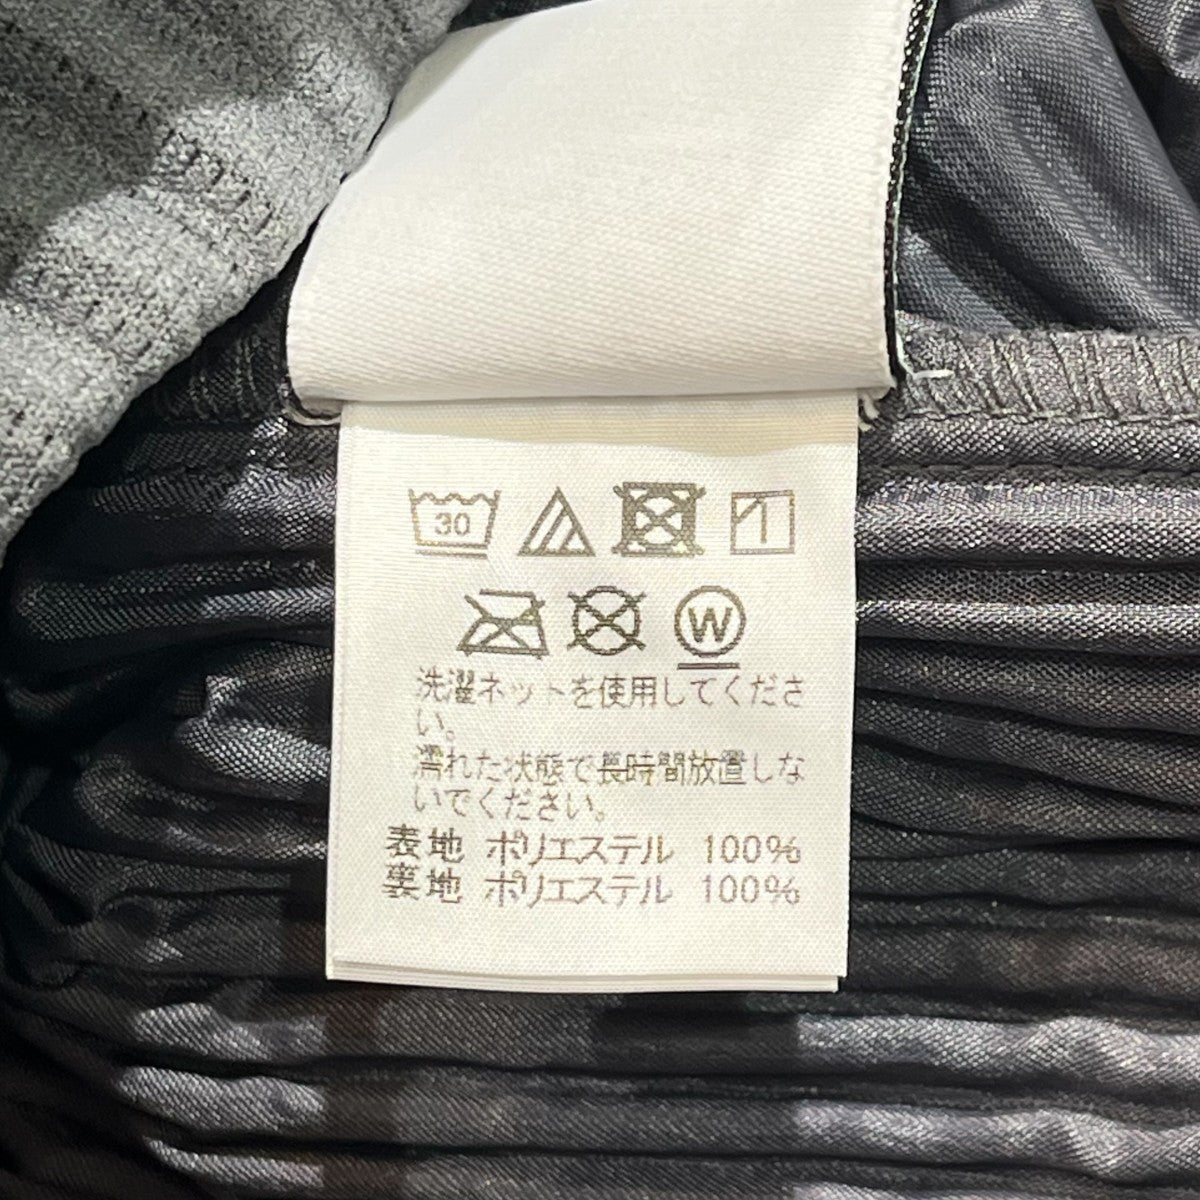 30
W
洗濯ネットを使用してくださ
い。
濡れた状態で長時間放置しな
いでください。
表地 ポリエステル 100%
裏地 ポリエステル 100%